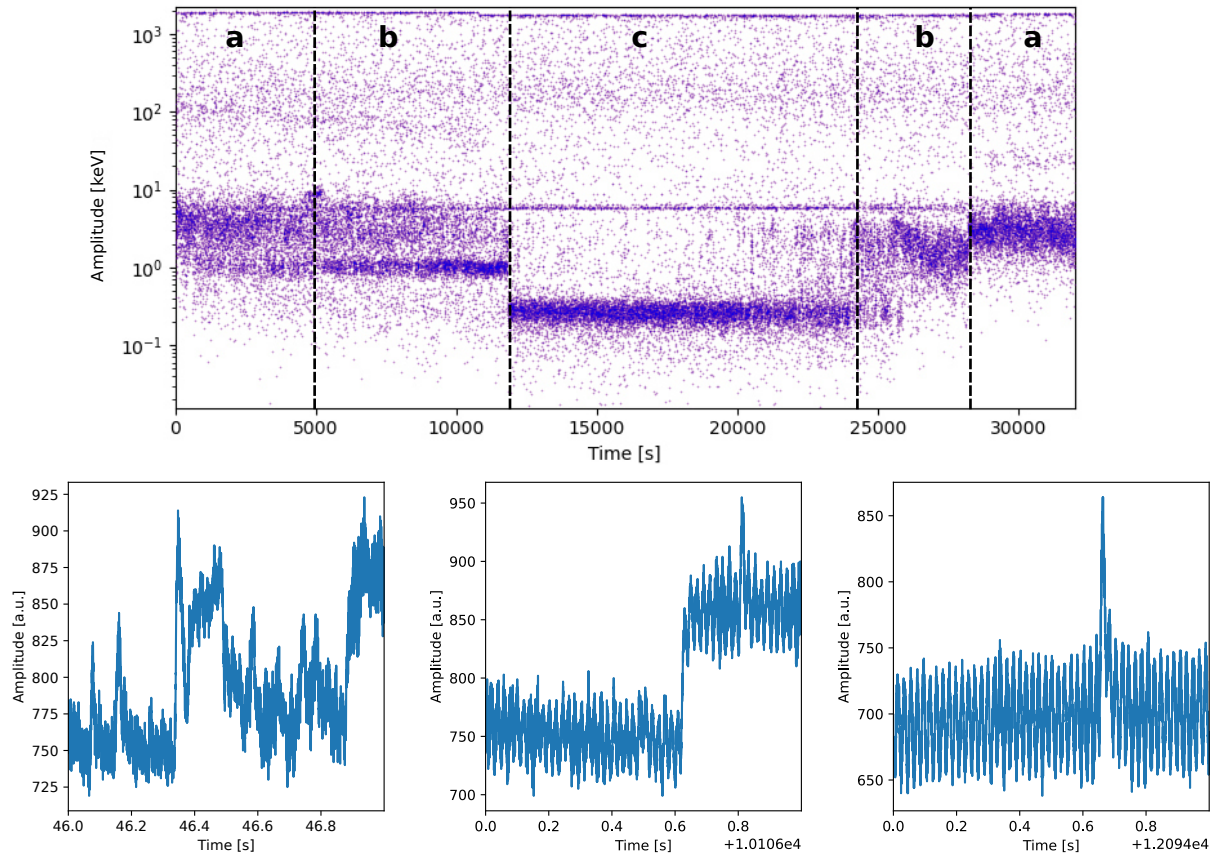 Amplitude [keV]
10³
10²
10¹
10⁰
10⁻¹
a b c b a
0 5000 10000 15000 20000 25000 30000
Time [s]
Amplitude [a.u.]
925
900
875
850
825
800
775
750
725
46.0 46.2 46.4 46.6 46.8
Time [s]
Amplitude [a.u.]
950
900
850
800
750
700
0.0 0.2 0.4 0.6 0.8
+1.0106e4
Time [s]
Amplitude [a.u.]
850
800
750
700
650
0.0 0.2 0.4 0.6 0.8
+1.2094e4
Time [s]